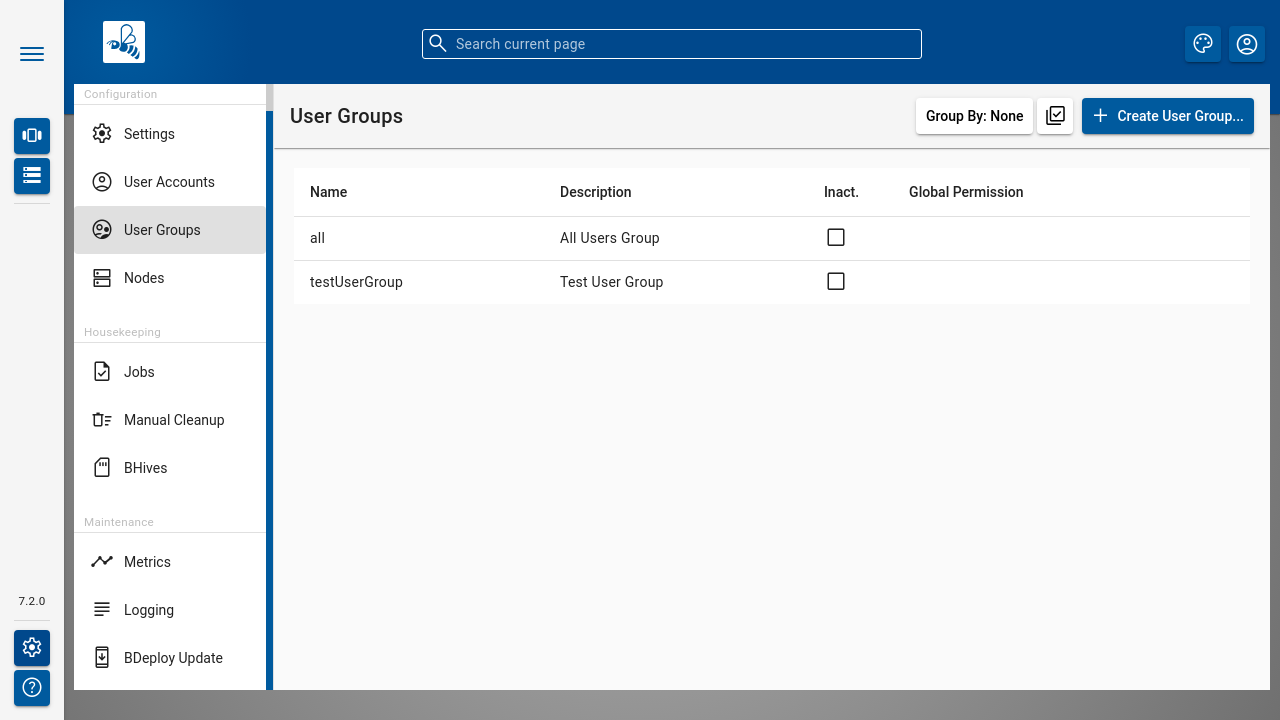 Search current page
Configuration
Settings
User Accounts
User Groups
Nodes
Housekeeping
Jobs
Manual Cleanup
BHives
Maintenance
Metrics
Logging
BDeploy Update
7.2.0
User Groups
Group By: None
Create User Group...
Name Description Inact. Global Permission
all All Users Group
testUserGroup Test User Group